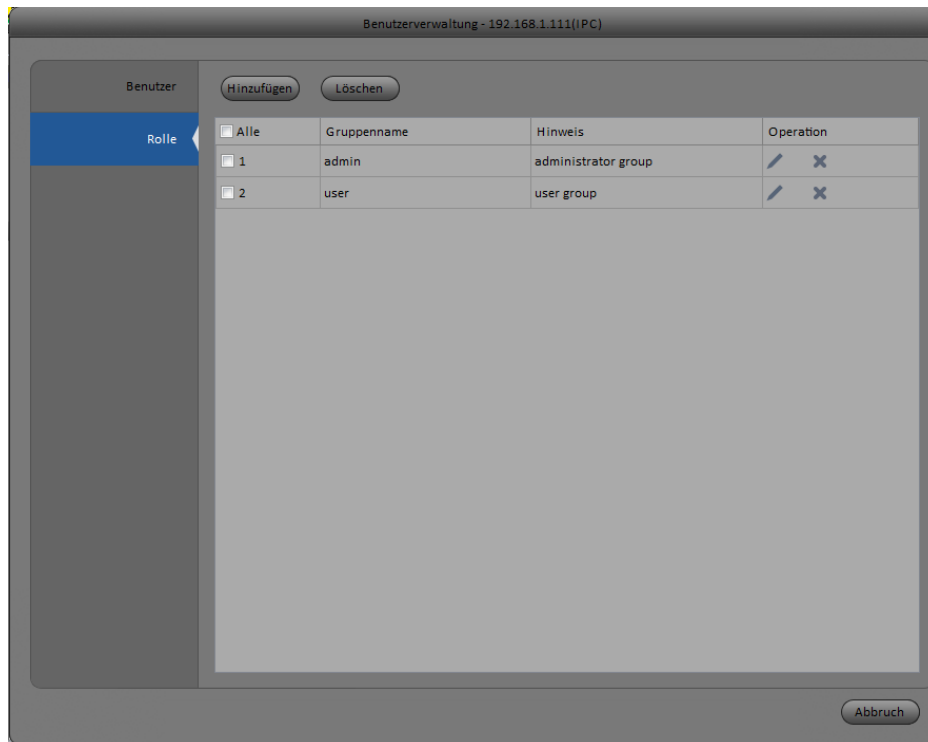 Benutzerverwaltung - 192.168.1.111(IPC)
Benutzer
Rolle
Hinzufügen Löschen
Alle Gruppenname Hinweis Operation
1 admin administrator group
2 user user group
Abbruch